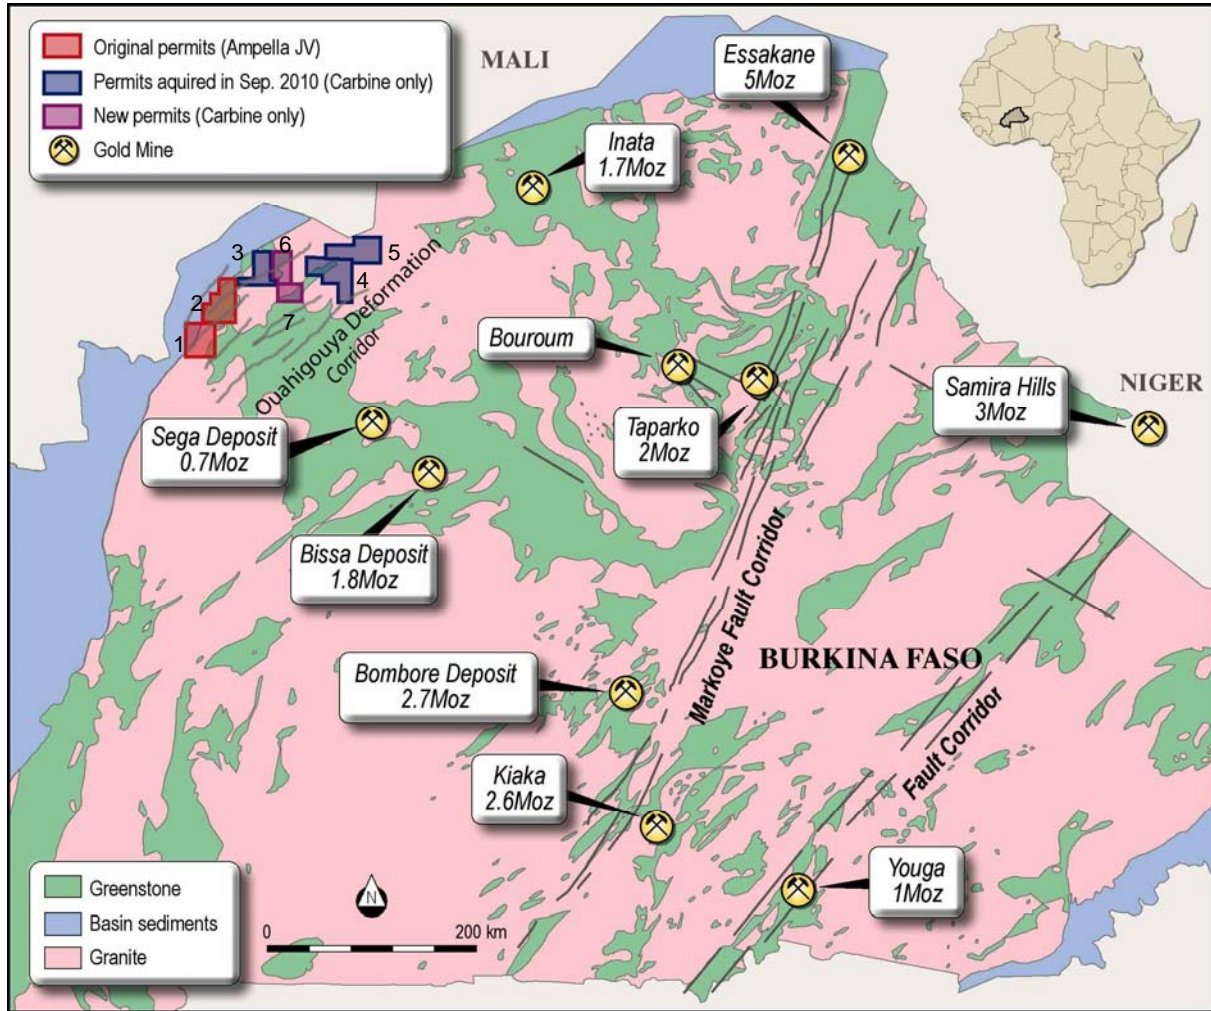 Original permits (Ampella JV)
Permits aquired in Sep. 2010 (Carbine only)
New permits (Carbine only)
Gold Mine
MALI
Essakane
5Moz
Inata
1.7Moz
3
6
5
4
2
7
1
Ouahigouya Deformation
Corridor
Bouroum
Taparko
2Moz
Samira Hills
3Moz
NIGER
Sega Deposit
0.7Moz
Bissa Deposit
1.8Moz
Markoye Fault Corridor
BURKINA FASO
Bombore Deposit
2.7Moz
Fault Corridor
Kiaka
2.6Moz
Youga
1Moz
Greenstone
Basin sediments
Granite
N
0
200 km